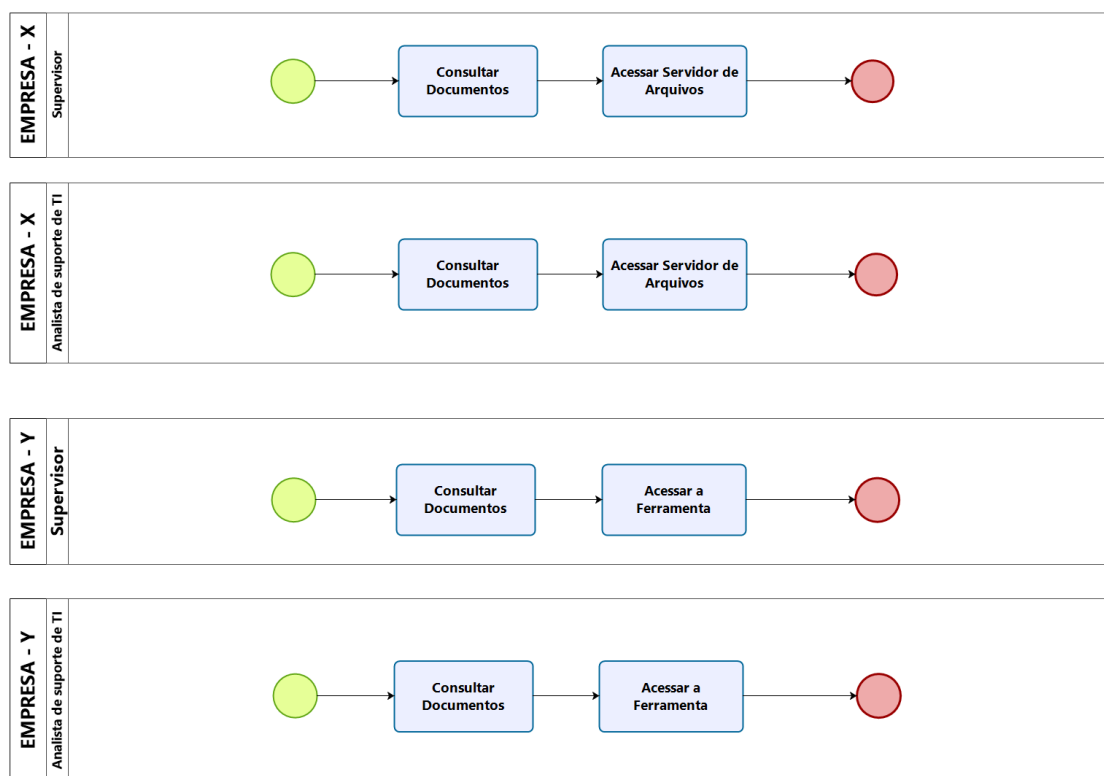 EMPRESA - X
Supervisor
Consultar
Documentos
Acessar Servidor de
Arquivos
EMPRESA - X
Analista de suporte de TI
Consultar
Documentos
Acessar Servidor de
Arquivos
EMPRESA - Y
Supervisor
Consultar
Documentos
Acessar a
Ferramenta
EMPRESA - Y
Analista de suporte de TI
Consultar
Documentos
Acessar a
Ferramenta